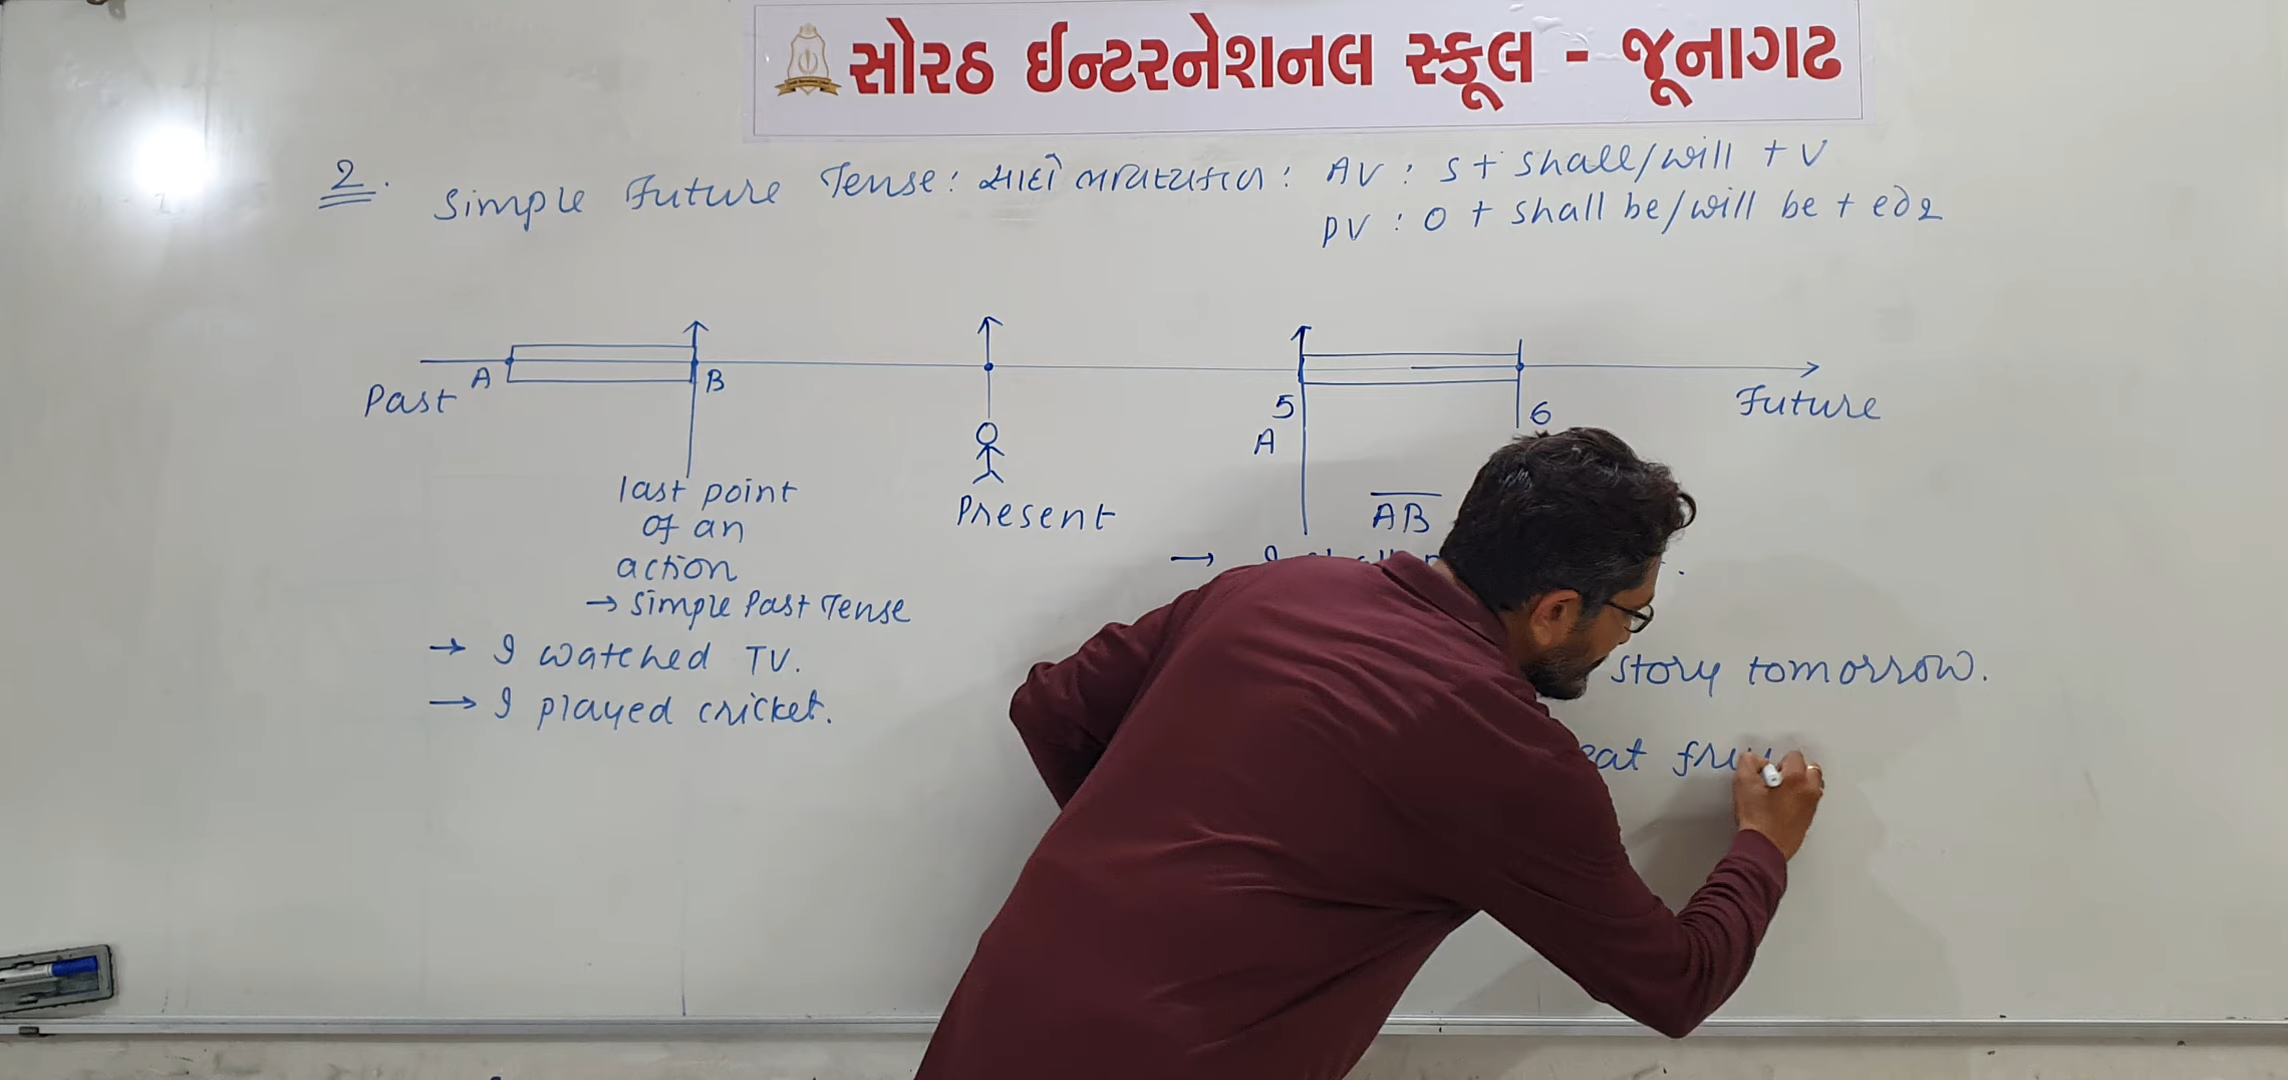 સોરઠ ઈન્ટરનેશનલ સ્કૂલ - જૂનાગઢ
2. Simple Future Tense: સાદો ભવિષ્યકાળ: AV: S + shall/will + V
PV: O + shall be/will be + ed2
A B
Past
5 6
A
Future
last point
of an
action
→ Simple Past Tense
Present
AB
→ I
→ I watched TV.
→ I played cricket.
story tomorrow.
eat